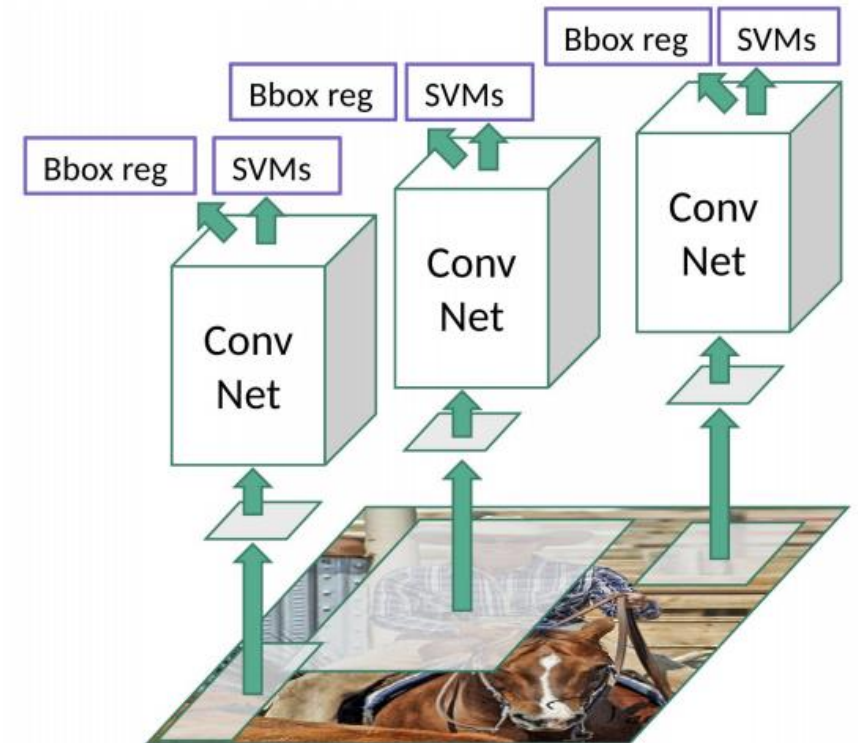 Bbox reg SVMs
Bbox reg SVMs
Bbox reg SVMs
Conv
Net
Conv
Net
Conv
Net